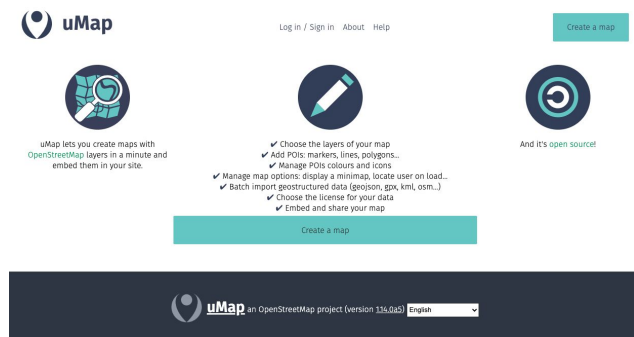 uMap
Log in / Sign in About Help
Create a map
uMap lets you create maps with
OpenStreetMap layers in a minute and
embed them in your site.
✔ Choose the layers of your map
✔ Add POIs: markers, lines, polygons...
✔ Manage POIs colours and icons
✔ Manage map options: display a minimap, locate user on load...
✔ Batch import geostructured data (geojson, gpx, kml, osm...)
✔ Choose the license for your data
✔ Embed and share your map
Create a map
And it's open source!
uMap an OpenStreetMap project (version 1.14.0a5) English